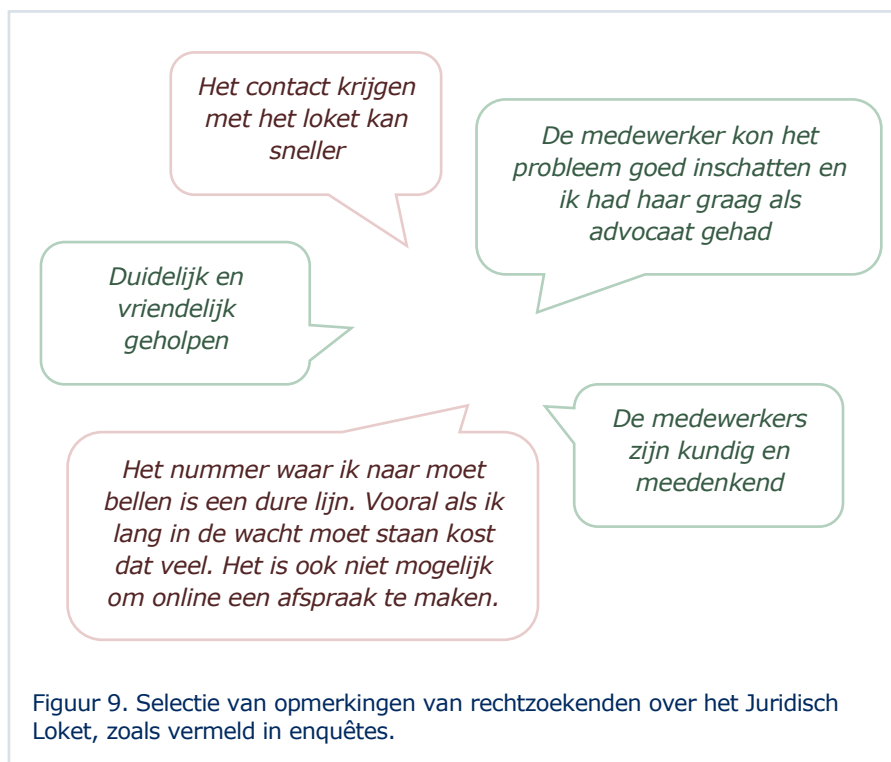 Het contact krijgen
met het loket kan
sneller
De medewerker kon het
probleem goed inschatten en
ik had haar graag als
advocaat gehad
Duidelijk en
vriendelijk
geholpen
De medewerkers
zijn kundig en
meedenkend
Het nummer waar ik naar moet
bellen is een dure lijn. Vooral als ik
lang in de wacht moet staan kost
dat veel. Het is ook niet mogelijk
om online een afspraak te maken.
Figuur 9. Selectie van opmerkingen van rechtzoekenden over het Juridisch
Loket, zoals vermeld in enquêtes.